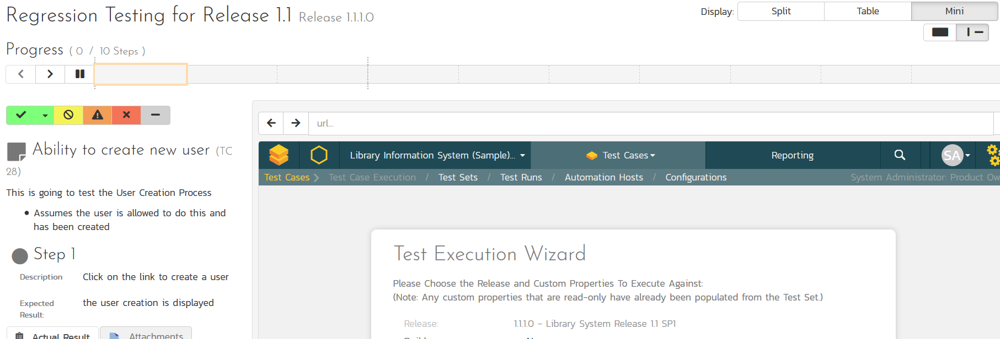 Regression Testing for Release 1.1 Release 1.1.1.0
Display: Split Table Mini
Progress ( 0 / 10 Steps )
url...
Ability to create new user (TC
28)
This is going to test the User Creation Process
Assumes the user is allowed to do this and
has been created
Step 1
Description Click on the link to create a user
Expected the user creation is displayed
Result:
Actual Result Attachments
Library Information System (Sample)... Test Cases Reporting SA
Test Cases Test Case Execution / Test Sets / Test Runs / Automation Hosts / Configurations System Administrator: Product Ow
Test Execution Wizard
Please Choose the Release and Custom Properties To Execute Against:
(Note: Any custom properties that are read-only have already been populated from the Test Set.)
Release: 1.1.1.0 - Library System Release 1.1 SP1